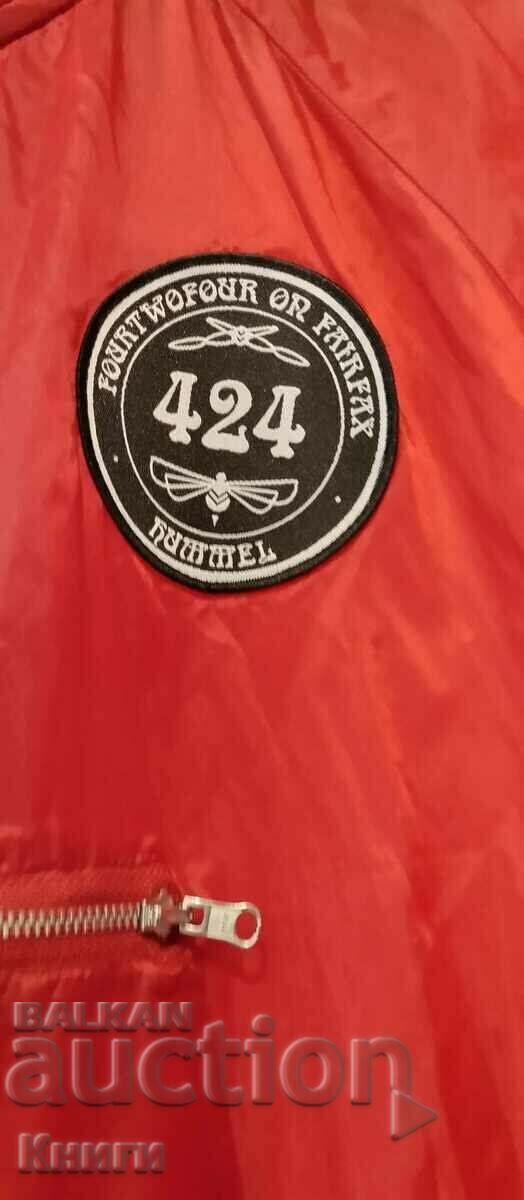 FOURTWOFOUR ON FAIRFAX
424
HUMMEL
BALKAN
auction
Книги